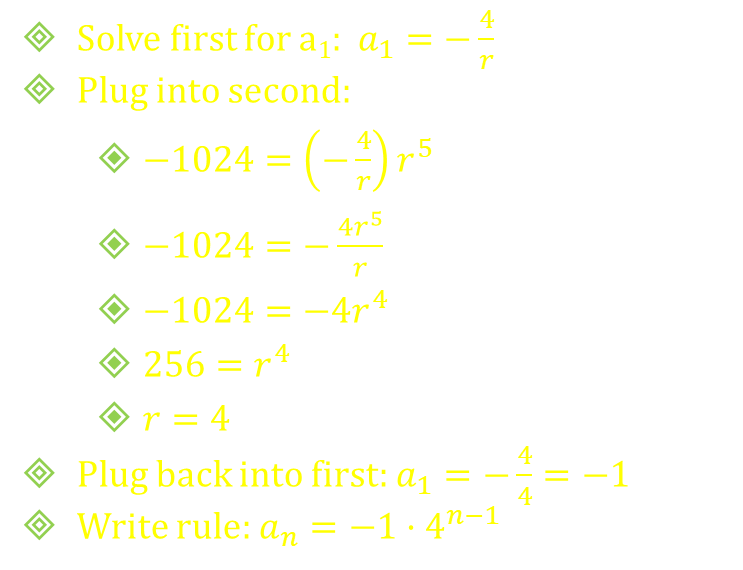 Solve first for a₁: a₁ = −4/r
Plug into second:
−1024 = (−4/r) r⁵
−1024 = −4r⁵/r
−1024 = −4r⁴
256 = r⁴
r = 4
Plug back into first: a₁ = −4/4 = −1
Write rule: aₙ = −1 · 4ⁿ⁻¹